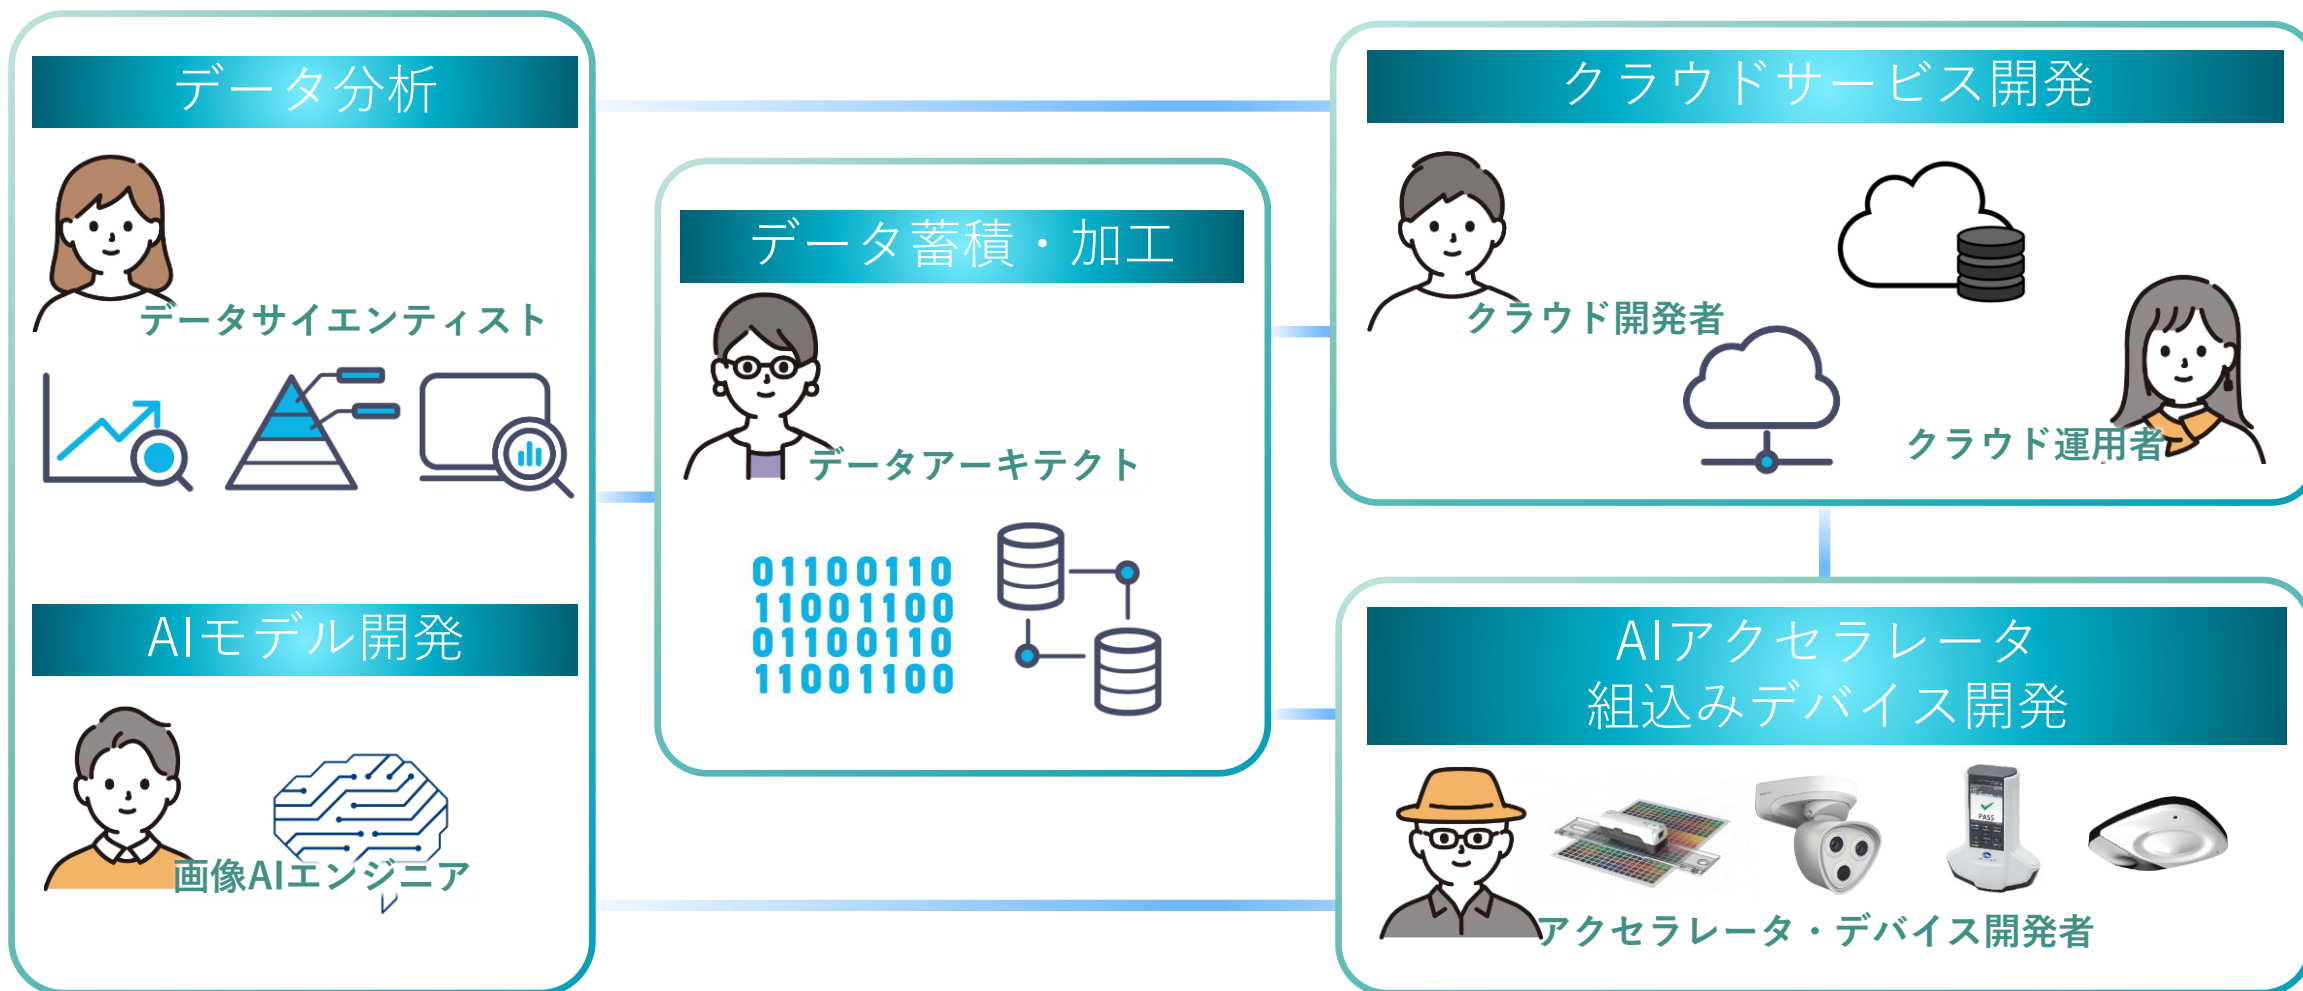 データ分析
データサイエンティスト
AIモデル開発
画像AIエンジニア
データ蓄積・加工
データアーキテクト
01100110
11001100
01100110
11001100
クラウドサービス開発
クラウド開発者
クラウド運用者
AIアクセラレータ
組込みデバイス開発
PASS
アクセラレータ・デバイス開発者